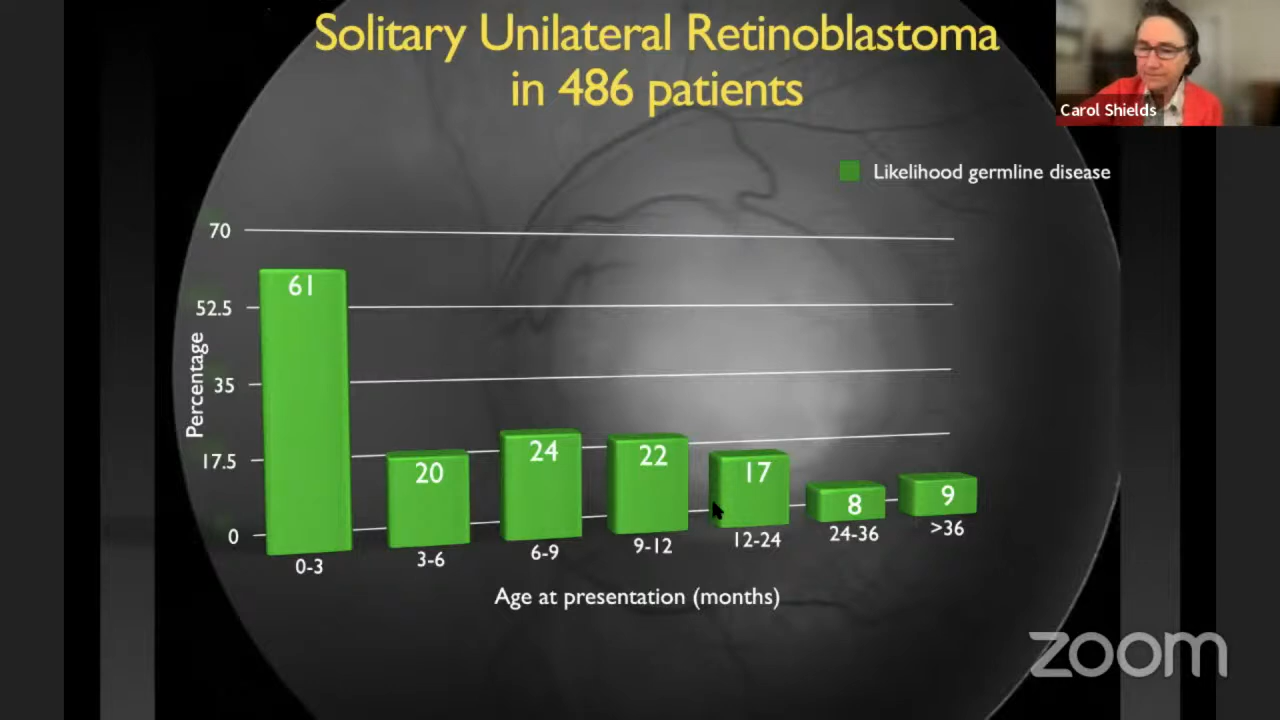 Solitary Unilateral Retinoblastoma
in 486 patients
Carol Shields
Likelihood germline disease
70
52.5
35
17.5
0
Percentage
61
20
24
22
17
8
9
0-3
3-6
6-9
9-12
12-24
24-36
>36
Age at presentation (months)
zoom